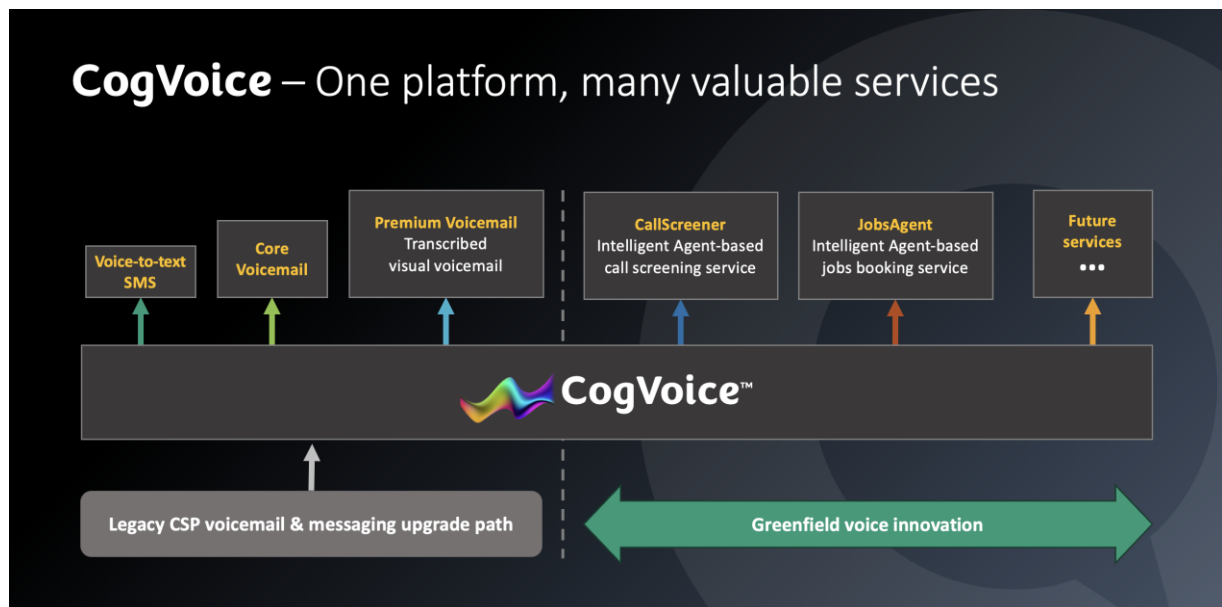 CogVoice – One platform, many valuable services
Voice-to-text
SMS
Core
Voicemail
Premium Voicemail
Transcribed
visual voicemail
CallScreener
Intelligent Agent-based
call screening service
JobsAgent
Intelligent Agent-based
jobs booking service
Future
services
•••
CogVoice™
Legacy CSP voicemail & messaging upgrade path
Greenfield voice innovation